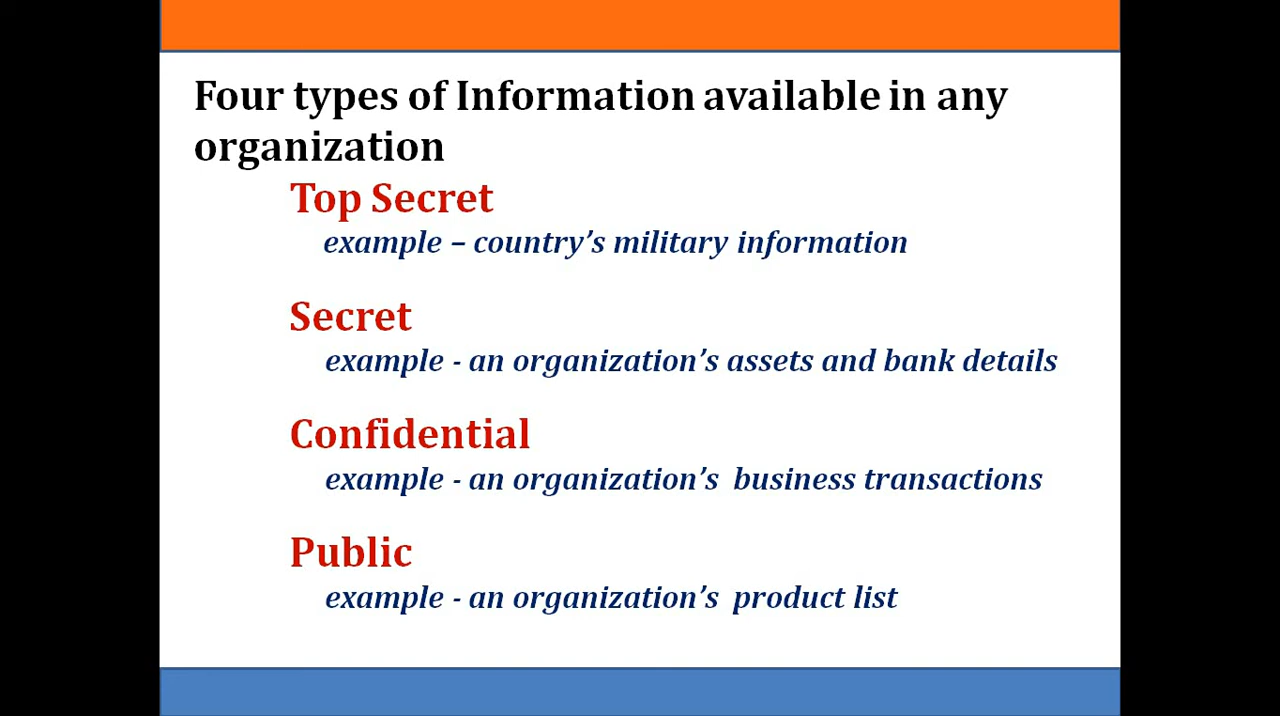 Four types of Information available in any
organization
Top Secret
example – country’s military information
Secret
example - an organization’s assets and bank details
Confidential
example - an organization’s business transactions
Public
example - an organization’s product list